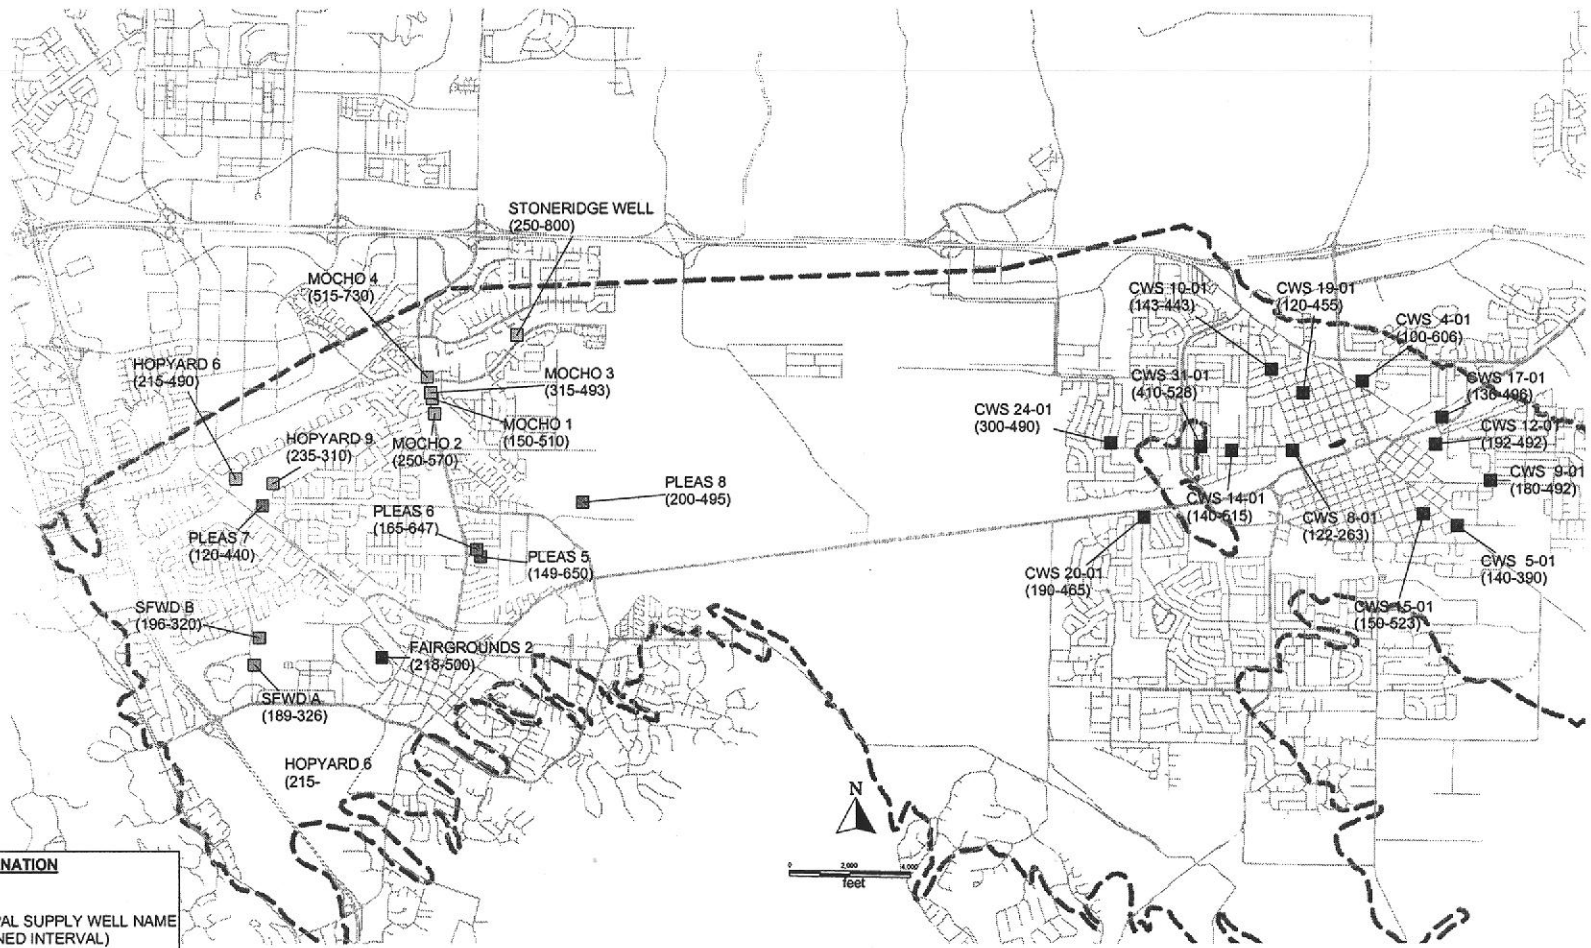 STONERIDGE WELL
(250-800)
MOCHO 4
(515-730)
CWS 10-01
(143-443)
CWS 19-01
(120-455)
CWS 4-01
(100-606)
HOPYARD 6
(215-490)
MOCHO 3
(315-493)
CWS 31-01
(410-528)
CWS 17-01
(136-496)
CWS 24-01
(300-490)
MOCHO 1
(150-510)
MOCHO 2
(250-570)
HOPYARD 9
(235-310)
CWS 12-01
(192-492)
CWS 9-01
(180-492)
PLEAS 8
(200-495)
CWS 14-01
(140-515)
PLEAS 6
(165-647)
CWS 8-01
(122-263)
PLEAS 7
(120-440)
PLEAS 5
(149-650)
CWS 5-01
(140-390)
CWS 20-01
(190-465)
CWS 15-01
(150-523)
SFWD B
(196-320)
FAIRGROUNDS 2
(218-500)
SFWD A
(189-326)
HOPYARD 6
(215-
N
0 2,000 4,000
feet
NATION
PAL SUPPLY WELL NAME
NED INTERVAL)